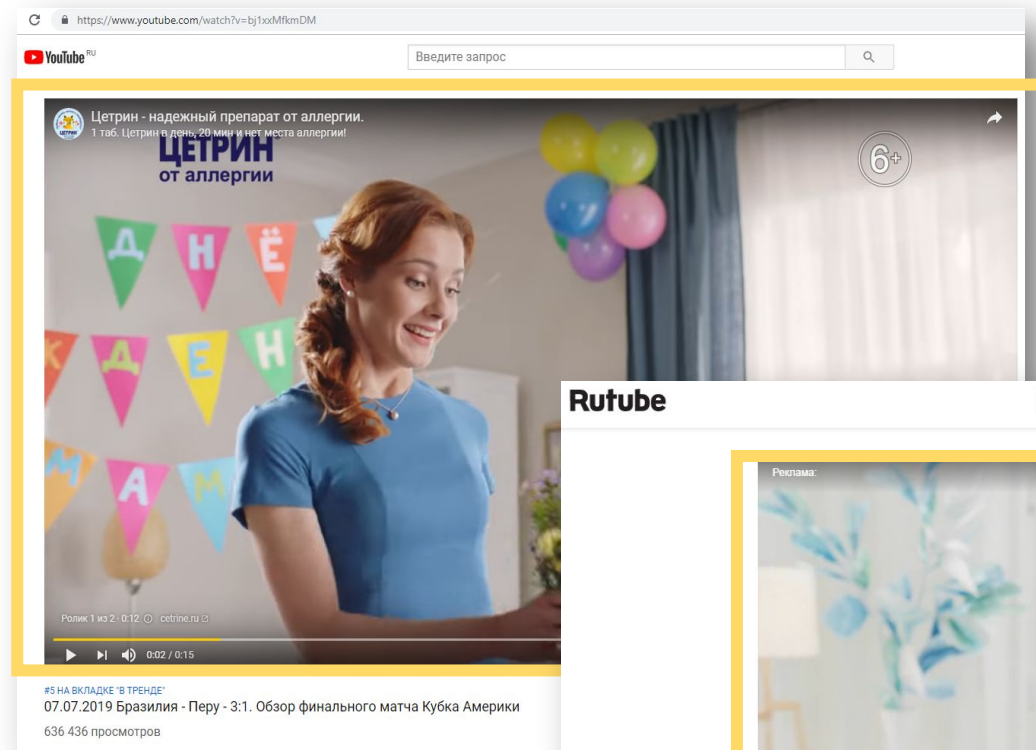 https://www.youtube.com/watch?v=bj1xxMfkmDM
YouTube RU
Введите запрос
Цетрин - надежный препарат от аллергии.
1 таб. Цетрин в день, 20 мин и нет места аллергии!
ЦЕТРИН
от аллергии
6+
Д Н Ё
К Д Е Н
М А М
Ролик 1 из 2 · 0:12 cetrine.ru
0:02 / 0:15
#5 НА ВКЛАДКЕ "В ТРЕНДЕ"
07.07.2019 Бразилия - Перу - 3:1. Обзор финального матча Кубка Америки
636 436 просмотров
Rutube
Реклама: